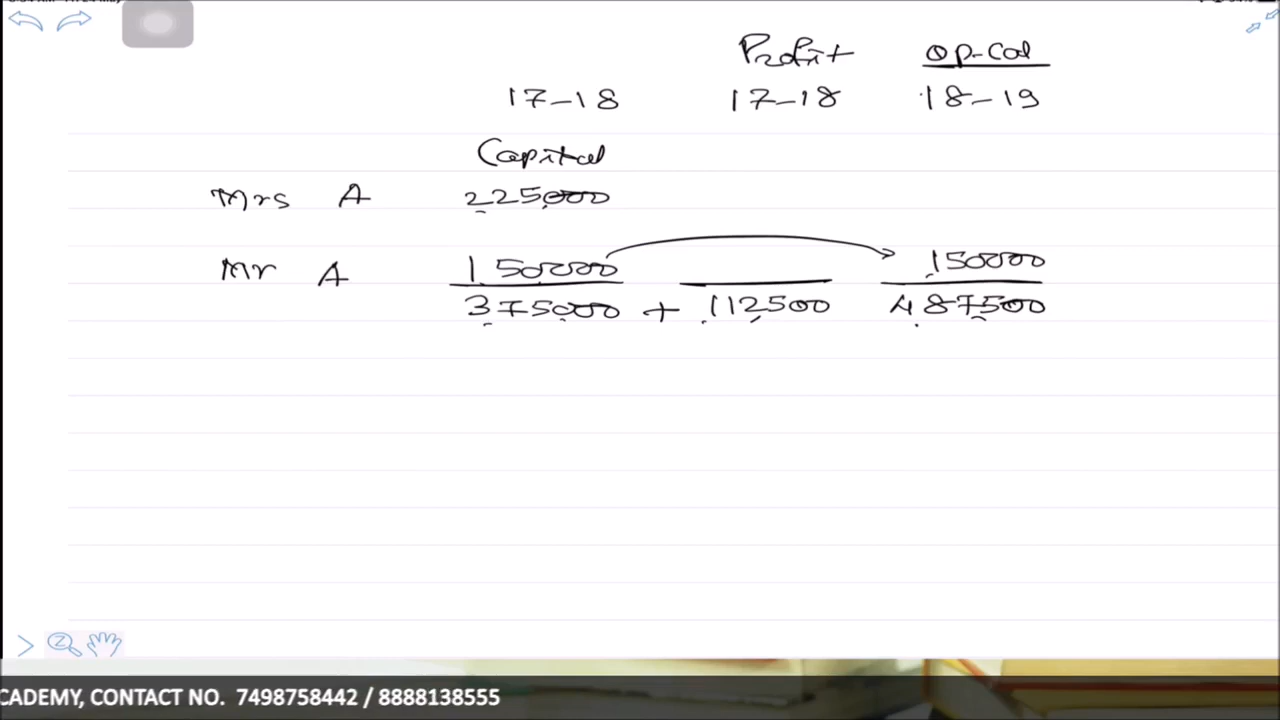 Profit Op-Cal
17-18 17-18 18-19
Capital
Mrs A 225000
Mr A 150000 150000
375000 + 112500 487500
CADEMY, CONTACT NO. 7498758442 / 8888138555